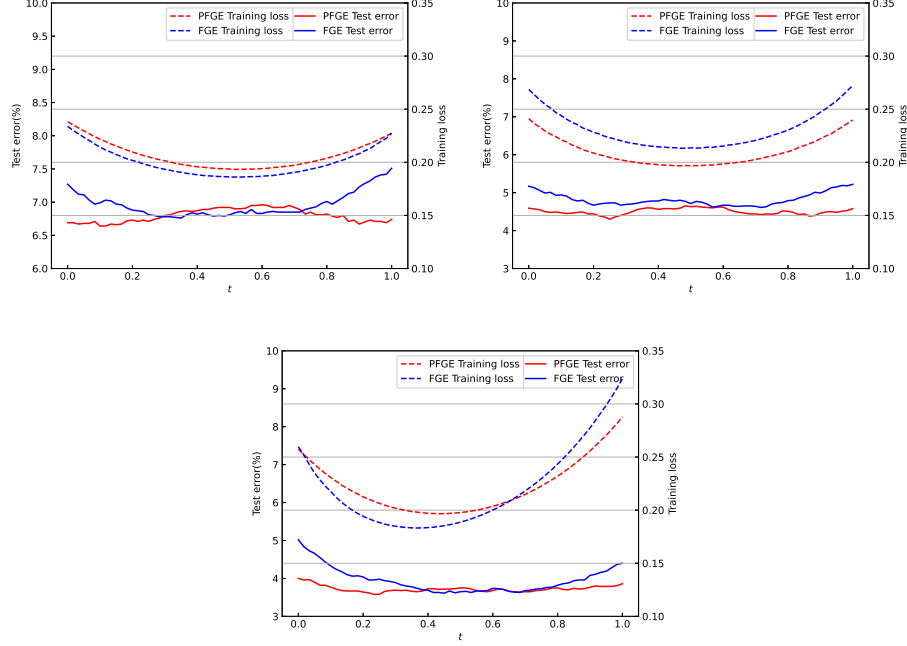 10.0 0.35 10 0.35
PFGE Training loss PFGE Test error PFGE Training loss PFGE Test error
FGE Training loss FGE Test error FGE Training loss FGE Test error
9.5 9
9.0 0.30 0.30
8.5 8
8.0 0.25 7 0.25
Test error(%) Training loss Test error(%) Training loss
7.5 0.20 6 0.20
7.0 5
6.5 0.15 4 0.15
6.0 0.10 3 0.10
0.0 0.2 0.4 0.6 0.8 1.0 0.0 0.2 0.4 0.6 0.8 1.0
t t
10 0.35
PFGE Training loss PFGE Test error
FGE Training loss FGE Test error
9
0.30
8
7 0.25
Test error(%) Training loss
6 0.20
5
4 0.15
3 0.10
0.0 0.2 0.4 0.6 0.8 1.0
t